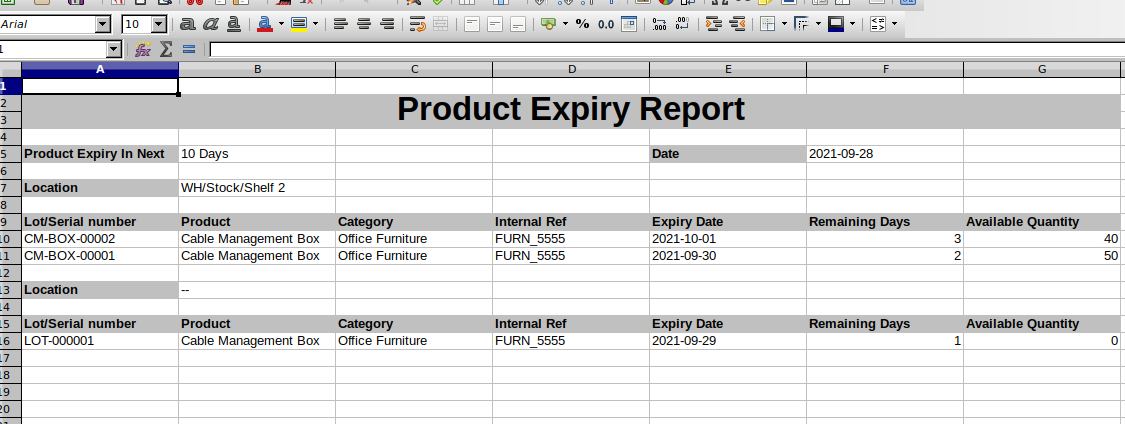 Arial 10 a a a a % 0.0
fx Σ =
A B C D E F G
1
2 Product Expiry Report
3
4
5 Product Expiry In Next 10 Days Date 2021-09-28
6
7 Location WH/Stock/Shelf 2
8
9 Lot/Serial number Product Category Internal Ref Expiry Date Remaining Days Available Quantity
10 CM-BOX-00002 Cable Management Box Office Furniture FURN_5555 2021-10-01 3 40
11 CM-BOX-00001 Cable Management Box Office Furniture FURN_5555 2021-09-30 2 50
12
13 Location --
14
15 Lot/Serial number Product Category Internal Ref Expiry Date Remaining Days Available Quantity
16 LOT-000001 Cable Management Box Office Furniture FURN_5555 2021-09-29 1 0
17
18
19
20